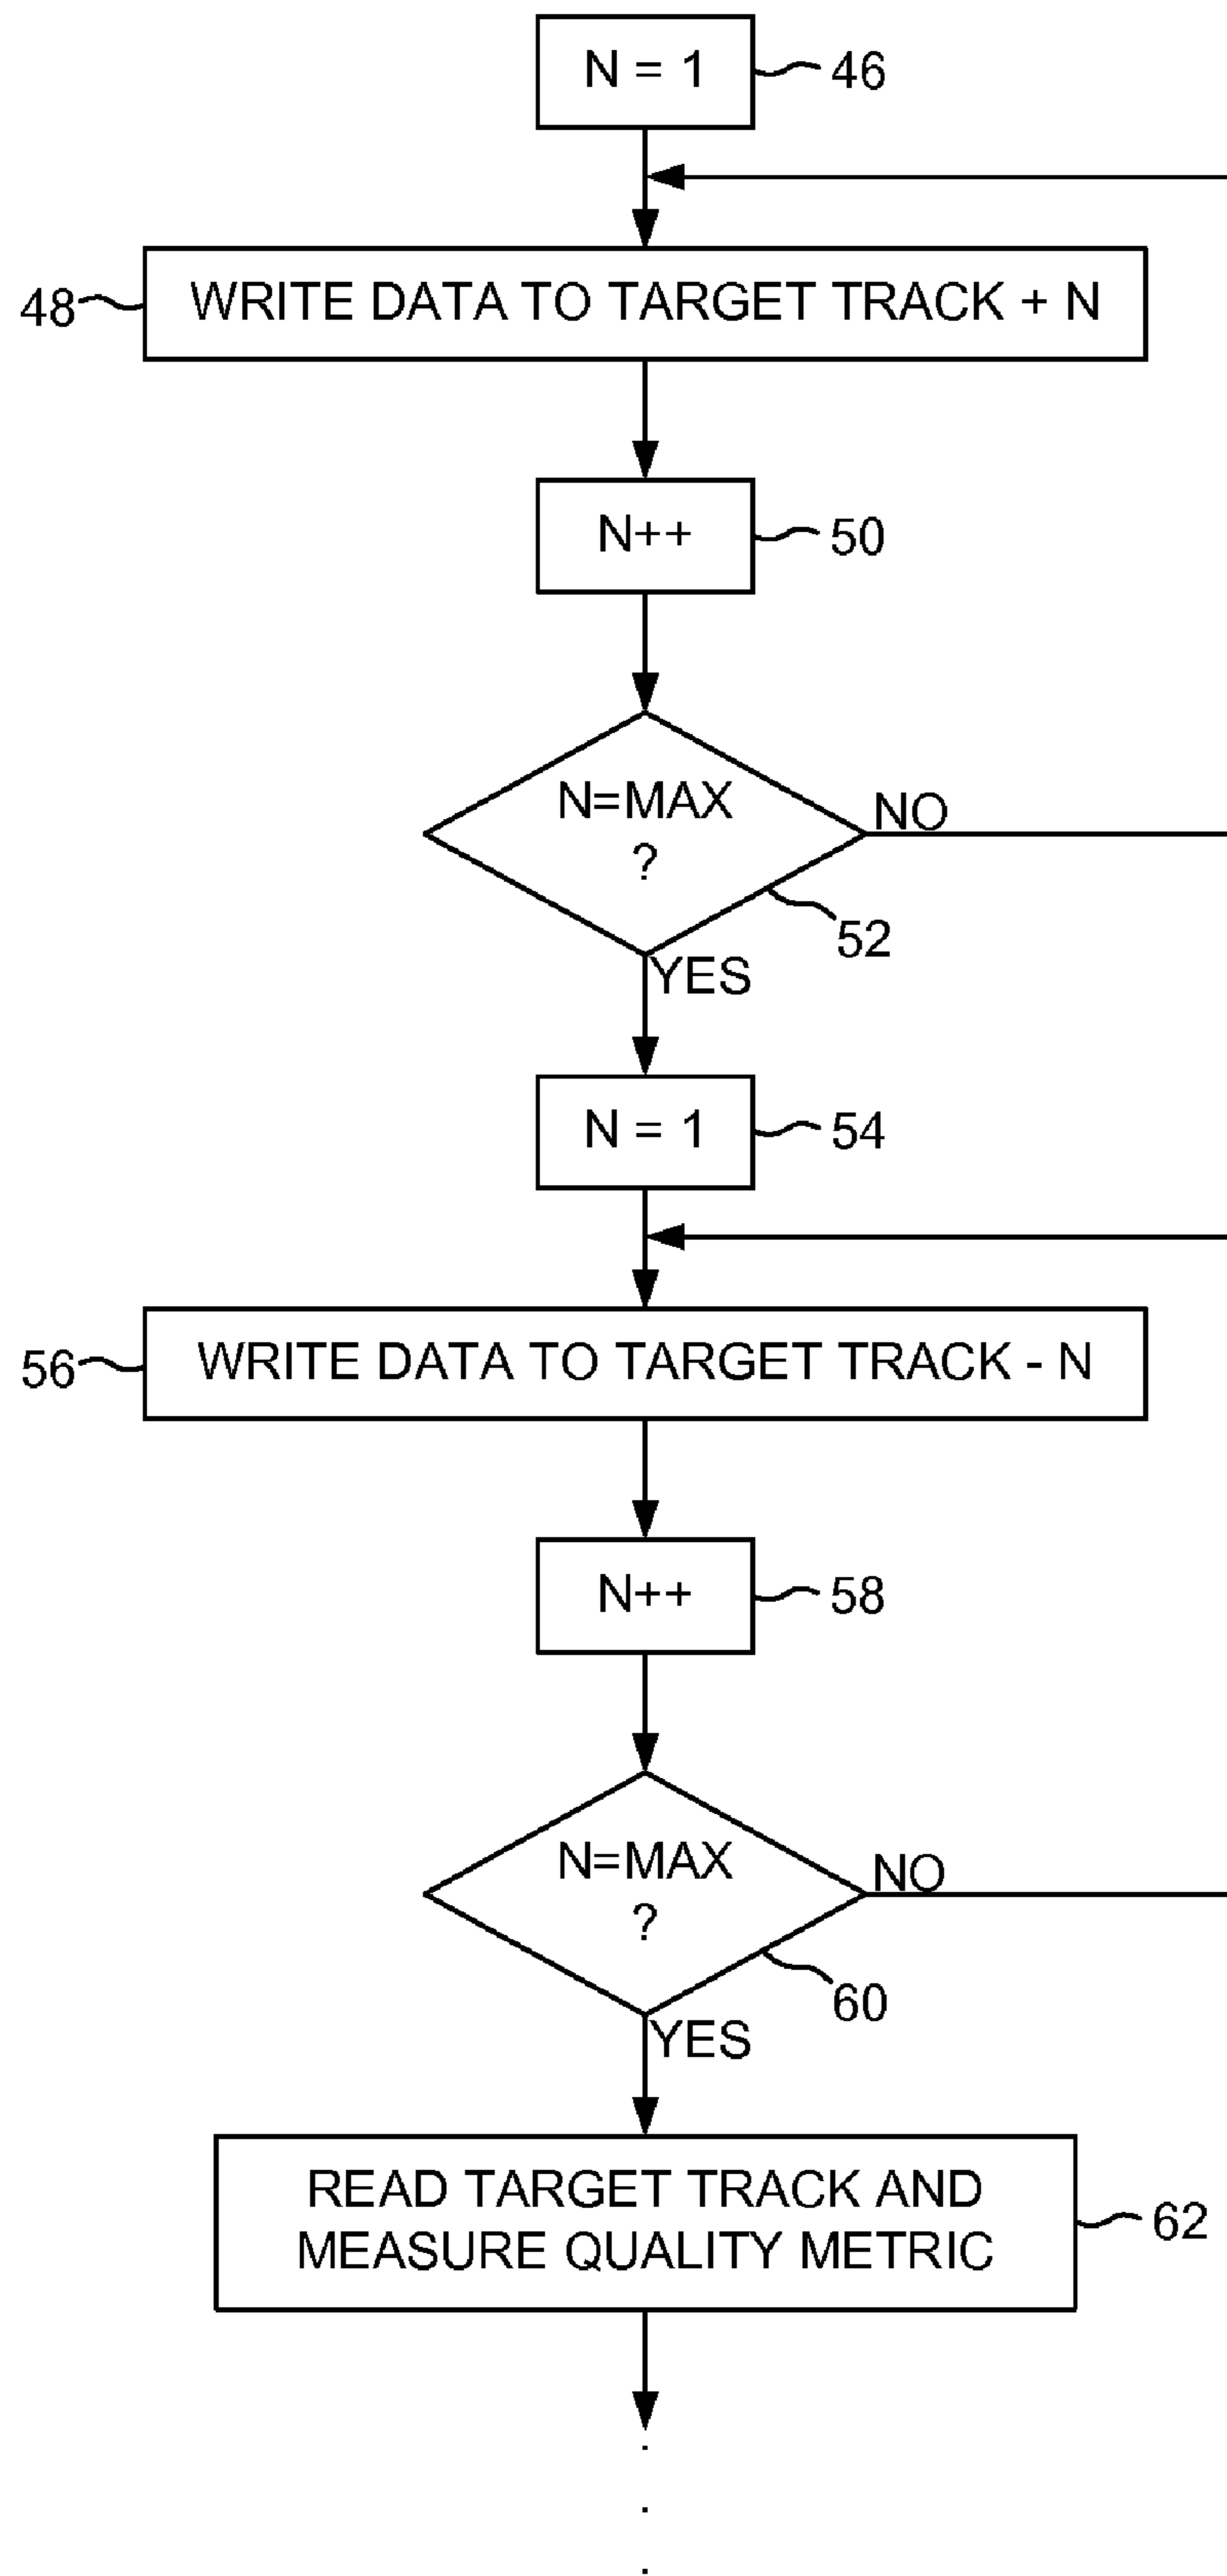 N = 1
46
48
WRITE DATA TO TARGET TRACK + N
N++
50
N=MAX
?
NO
52
YES
N = 1
54
56
WRITE DATA TO TARGET TRACK - N
N++
58
N=MAX
?
NO
60
YES
READ TARGET TRACK AND
MEASURE QUALITY METRIC
62